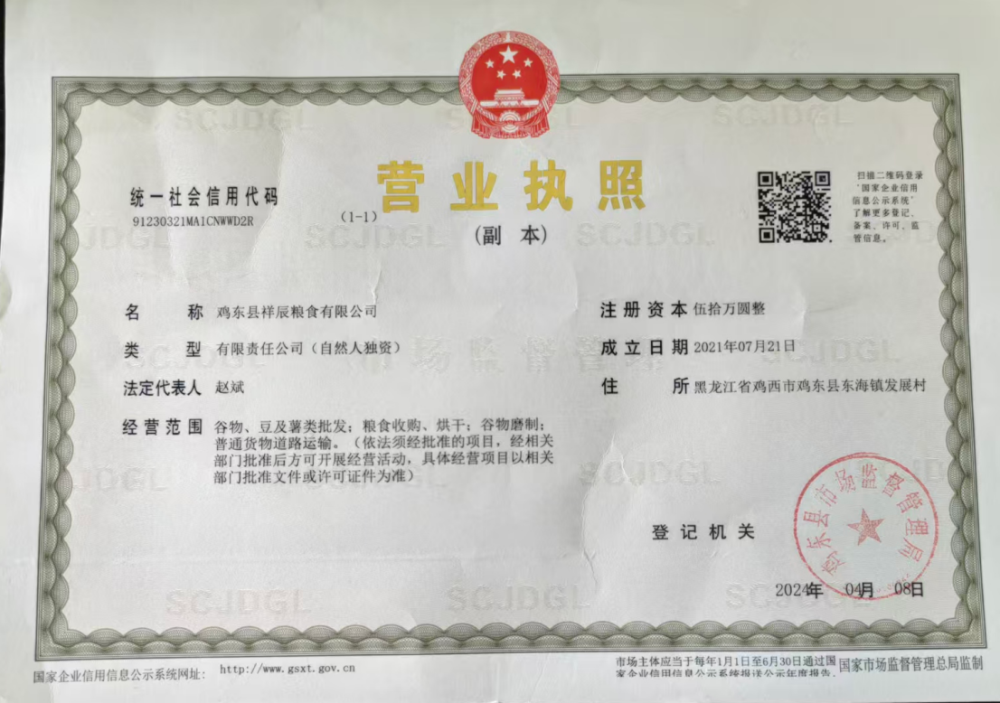 营业执照
(副 本)
统一社会信用代码
91230321MA1CNWWD2R
(1-1)
扫描二维码登录
"国家企业信用
信息公示系统"
了解更多登记、
备案、许可、监
管信息。
名 称 鸡东县祥辰粮食有限公司
类 型 有限责任公司(自然人独资)
法定代表人 赵斌
经营范围 谷物、豆及薯类批发;粮食收购、烘干;谷物磨制;
普通货物道路运输。(依法须经批准的项目,经相关
部门批准后方可开展经营活动,具体经营项目以相关
部门批准文件或许可证件为准)
注册资本 伍拾万圆整
成立日期 2021年07月21日
住 所 黑龙江省鸡西市鸡东县东海镇发展村
登记机关
鸡东县市场监督管理局
2024年 04月 08日
SCJDGL
市场监督管理
国家企业信用信息公示系统网址:http://www.gsxt.gov.cn
市场主体应当于每年1月1日至6月30日通过国
家企业信用信息公示系统报送公示年度报告。
国家市场监督管理总局监制